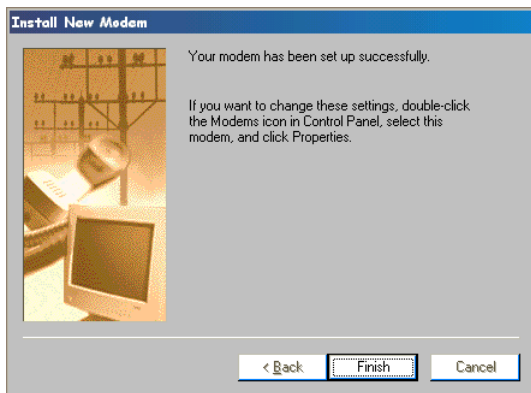 Install New Modem
Your modem has been set up successfully.
If you want to change these settings, double-click
the Modems icon in Control Panel, select this
modem, and click Properties.
< Back
Finish
Cancel